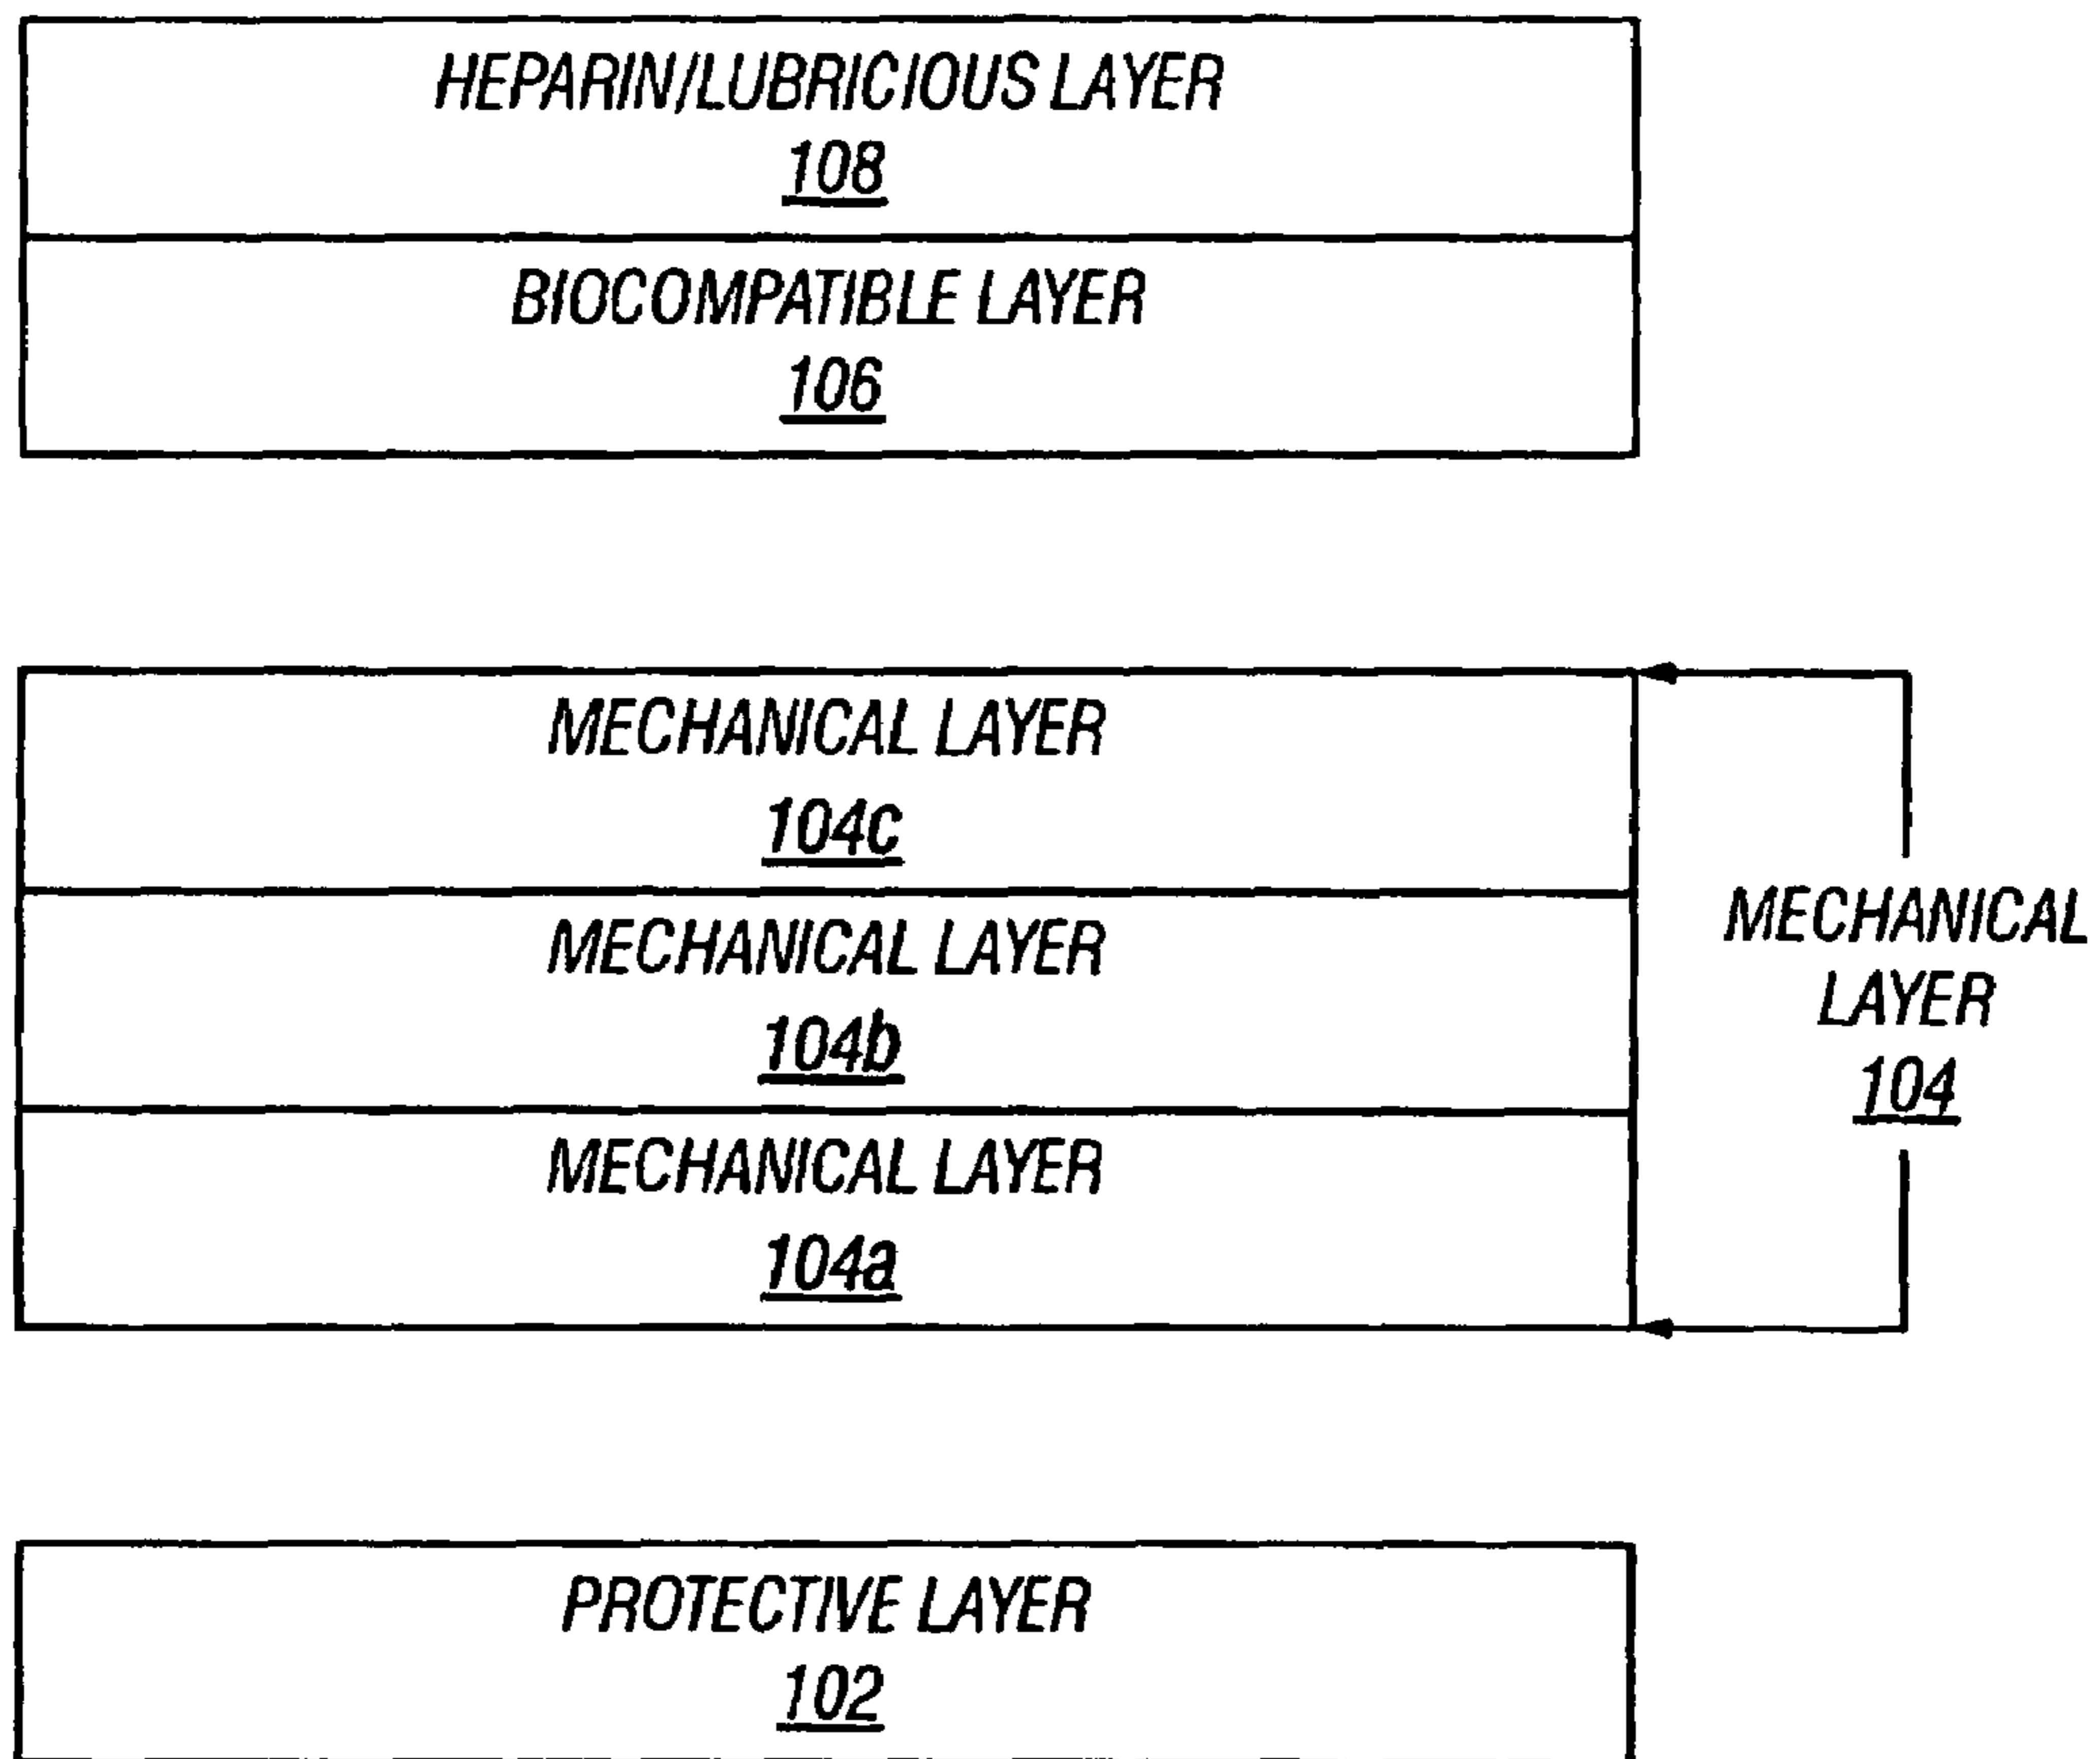 HEPARIN/LUBRICIOUS LAYER
108
BIOCOMPATIBLE LAYER
106
MECHANICAL LAYER
104c
MECHANICAL LAYER
104b
MECHANICAL LAYER
104a
MECHANICAL
LAYER
104
PROTECTIVE LAYER
102